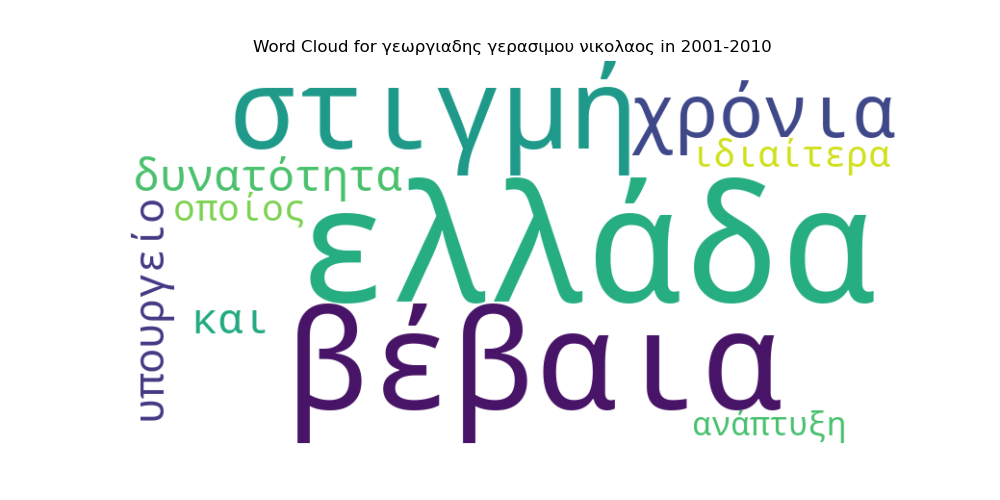 Word Cloud for γεωργιαδης γερασιμου νικολαος in 2001-2010
στιγμή
χρόνια
ιδιαίτερα
δυνατότητα
οποίος
ελλάδα
υπουργείο
και
βέβαια
ανάπτυξη